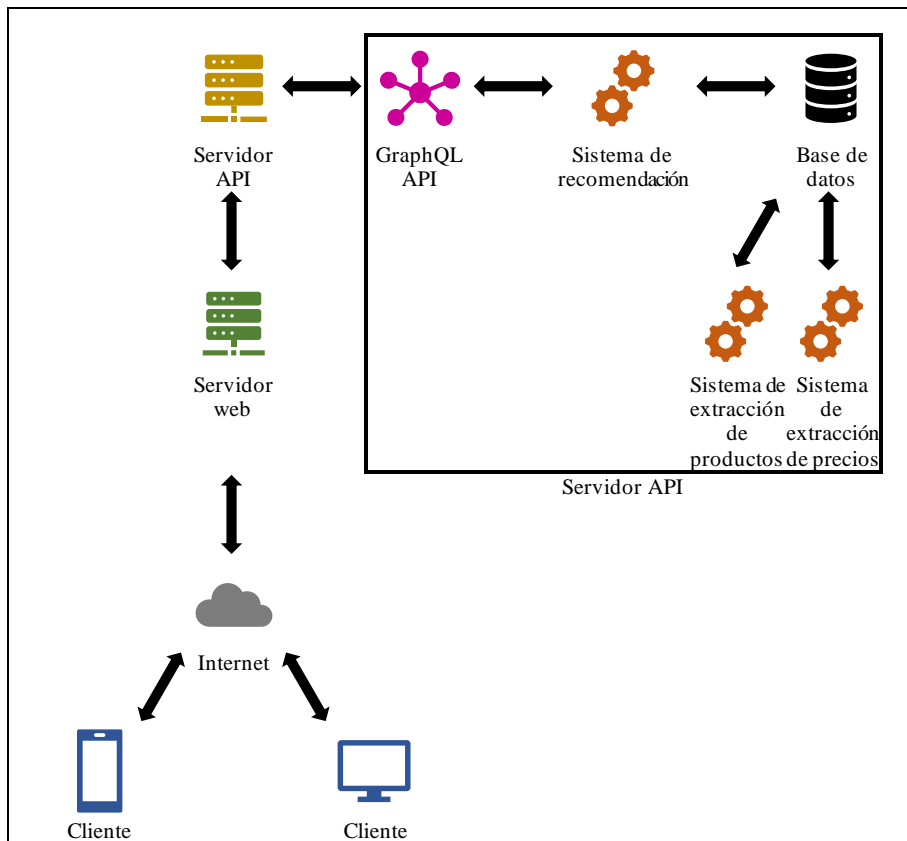 Servidor
API
GraphQL
API
Sistema de
recomendación
Base de
datos
Servidor
web
Sistema de
extracción
de
productos
Sistema
de
extracción
de precios
Servidor API
Internet
Cliente
Cliente